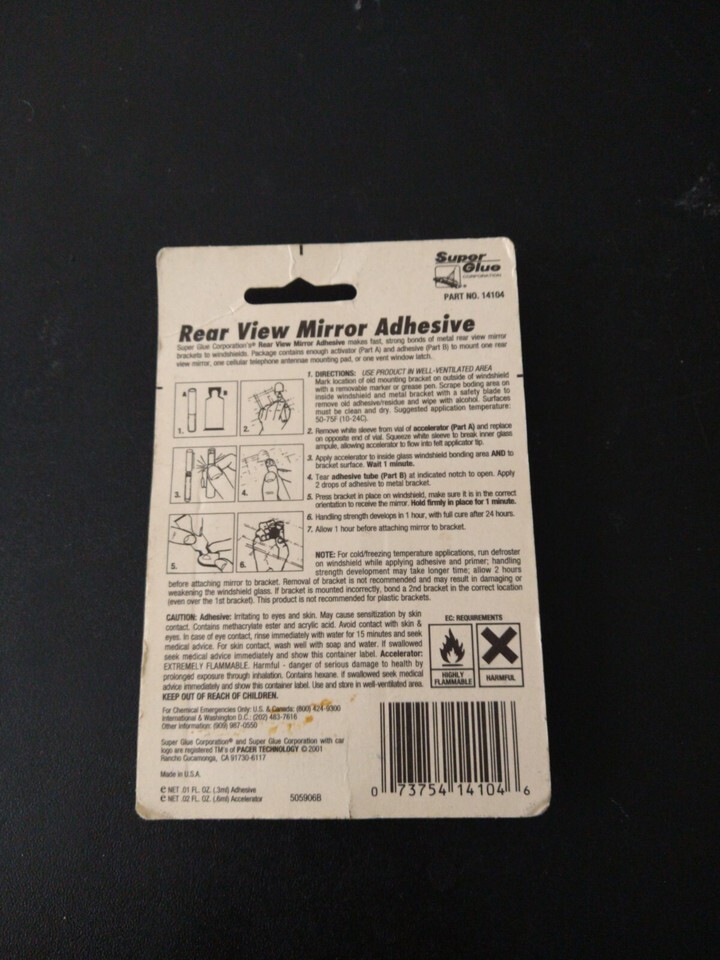 Super
Glue
CORPORATION
®
PART NO. 14104
Rear View Mirror Adhesive
Super Glue Corporation's® Rear View Mirror Adhesive makes fast, strong bonds of metal rear view mirror
brackets to windshields. Package contains enough activator (Part A) and adhesive (Part B) to mount one rear
view mirror, one cellular telephone antennae mounting pad, or one vent window latch.
A B
1.
2.
3.
4.
5.
6.
1. DIRECTIONS: USE PRODUCT IN WELL-VENTILATED AREA
Mark location of old mounting bracket on outside of windshield
with a removable marker or grease pen. Scrape boding area on
inside windshield and metal bracket with a safety blade to
remove old adhesive/residue and wipe with alcohol. Surfaces
must be clean and dry. Suggested application temperature:
50-75F (10-24C).
2. Remove white sleeve from vial of accelerator (Part A) and replace
on opposite end of vial. Squeeze white sleeve to break inner glass
ampule, allowing accelerator to flow into felt applicator tip.
3. Apply accelerator to inside glass windshield bonding area AND to
bracket surface. Wait 1 minute.
4. Tear adhesive tube (Part B) at indicated notch to open. Apply
2 drops of adhesive to metal bracket.
5. Press bracket in place on windshield, make sure it is in the correct
orientation to receive the mirror. Hold firmly in place for 1 minute.
6. Handling strength develops in 1 hour, with full cure after 24 hours.
7. Allow 1 hour before attaching mirror to bracket.
NOTE: For cold/freezing temperature applications, run defroster
on windshield while applying adhesive and primer; handling
strength development may take longer time; allow 2 hours
before attaching mirror to bracket. Removal of bracket is not recommended and may result in damaging or
weakening the windshield glass. If bracket is mounted incorrectly, bond a 2nd bracket in the correct location
(even over the 1st bracket). This product is not recommended for plastic brackets.
CAUTION: Adhesive: Irritating to eyes and skin. May cause sensitization by skin
contact. Contains methacrylate ester and acrylic acid. Avoid contact with skin &
eyes. In case of eye contact, rinse immediately with water for 15 minutes and seek
medical advice. For skin contact, wash well with soap and water. If swallowed
seek medical advice immediately and show this container label. Accelerator:
EXTREMELY FLAMMABLE. Harmful - danger of serious damage to health by
prolonged exposure through inhalation. Contains hexane. If swallowed seek medical
advice immediately and show this container label. Use and store in well-ventilated area.
KEEP OUT OF REACH OF CHILDREN.
EC: REQUIREMENTS
HIGHLY
FLAMMABLE
HARMFUL
For Chemical Emergencies Only: U.S. & Canada: (800) 424-9300
International & Washington D.C.: (202) 483-7616
Other information: (909) 987-0550
Super Glue Corporation® and Super Glue Corporation with car
logo are registered TM's of PACER TECHNOLOGY © 2001
Rancho Cucamonga, CA 91730-6117
Made in U.S.A.
e NET .01 FL. OZ. (.3ml) Adhesive
e NET .02 FL. OZ. (.6ml) Accelerator
505906B
0 73754 14104 6